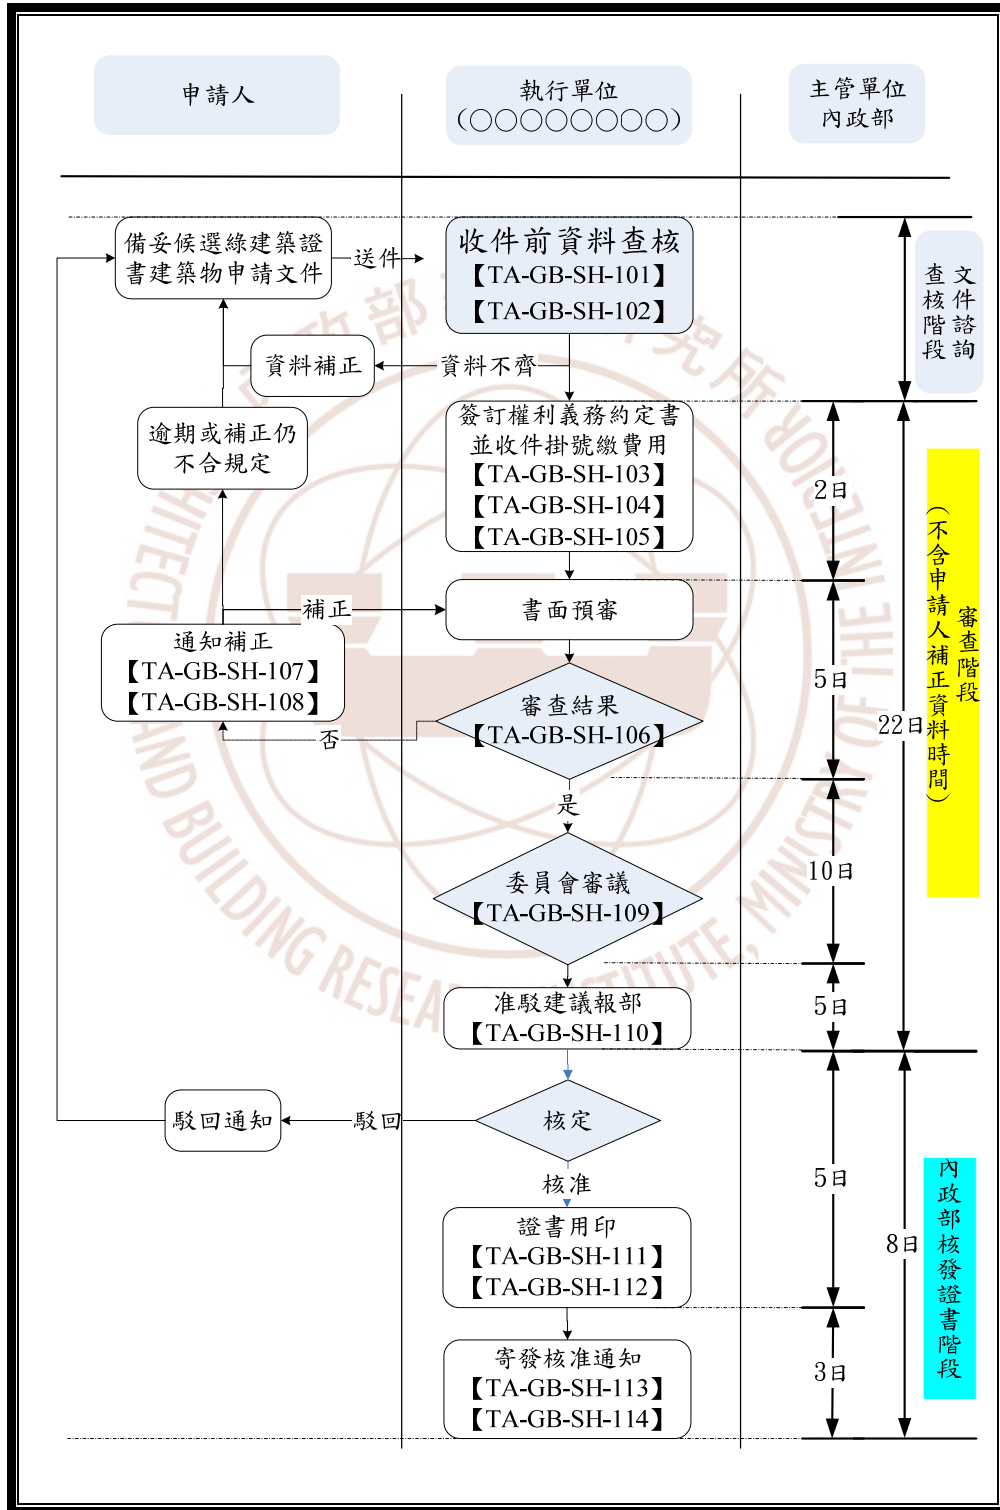 申請人
執行單位
(○○○○○○○○)
主管單位
內政部
備妥候選綠建築證
書建築物申請文件
送件
收件前資料查核
【TA-GB-SH-101】
【TA-GB-SH-102】
文件諮詢
查核階段
資料補正
資料不齊
逾期或補正仍
不合規定
簽訂權利義務約定書
並收件掛號繳費用
【TA-GB-SH-103】
【TA-GB-SH-104】
【TA-GB-SH-105】
2日
審查階段
(不含申請人補正資料時間)
補正
書面預審
通知補正
【TA-GB-SH-107】
【TA-GB-SH-108】
5日
審查結果
【TA-GB-SH-106】
否
22日
是
10日
委員會審議
【TA-GB-SH-109】
5日
准駁建議報部
【TA-GB-SH-110】
駁回通知
駁回
核定
5日
核准
內政部核發證書階段
8日
證書用印
【TA-GB-SH-111】
【TA-GB-SH-112】
3日
寄發核准通知
【TA-GB-SH-113】
【TA-GB-SH-114】